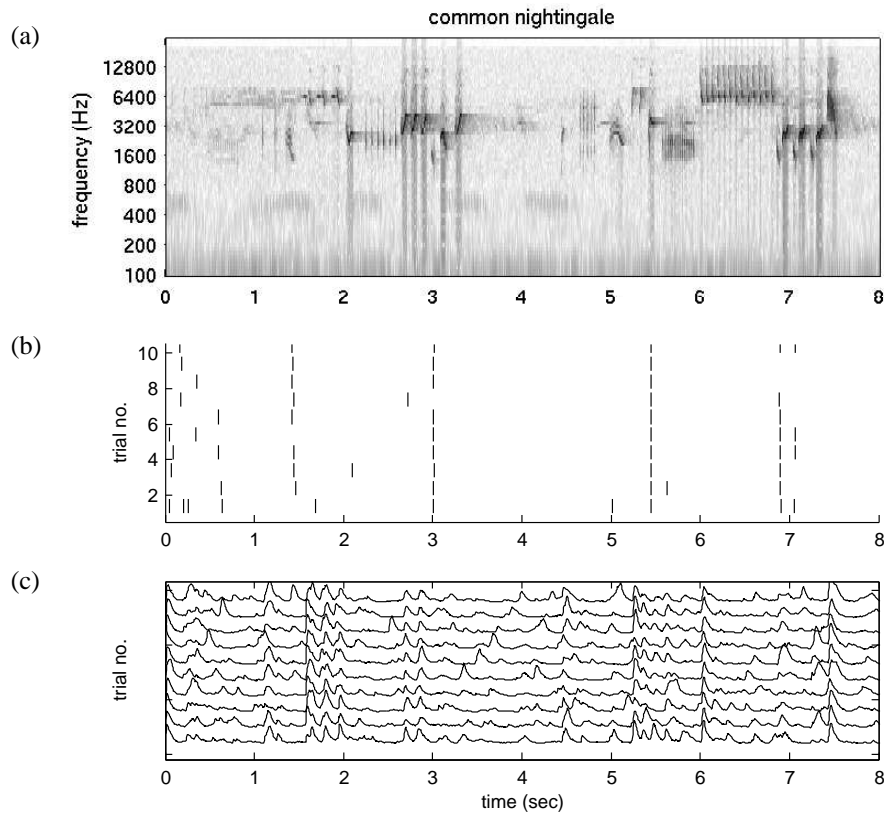 common nightingale
(a)
frequency (Hz)
12800
6400
3200
1600
800
400
200
100
0 1 2 3 4 5 6 7 8
(b)
trial no.
10
8
6
4
2
0 1 2 3 4 5 6 7 8
(c)
trial no.
0 1 2 3 4 5 6 7 8
time (sec)